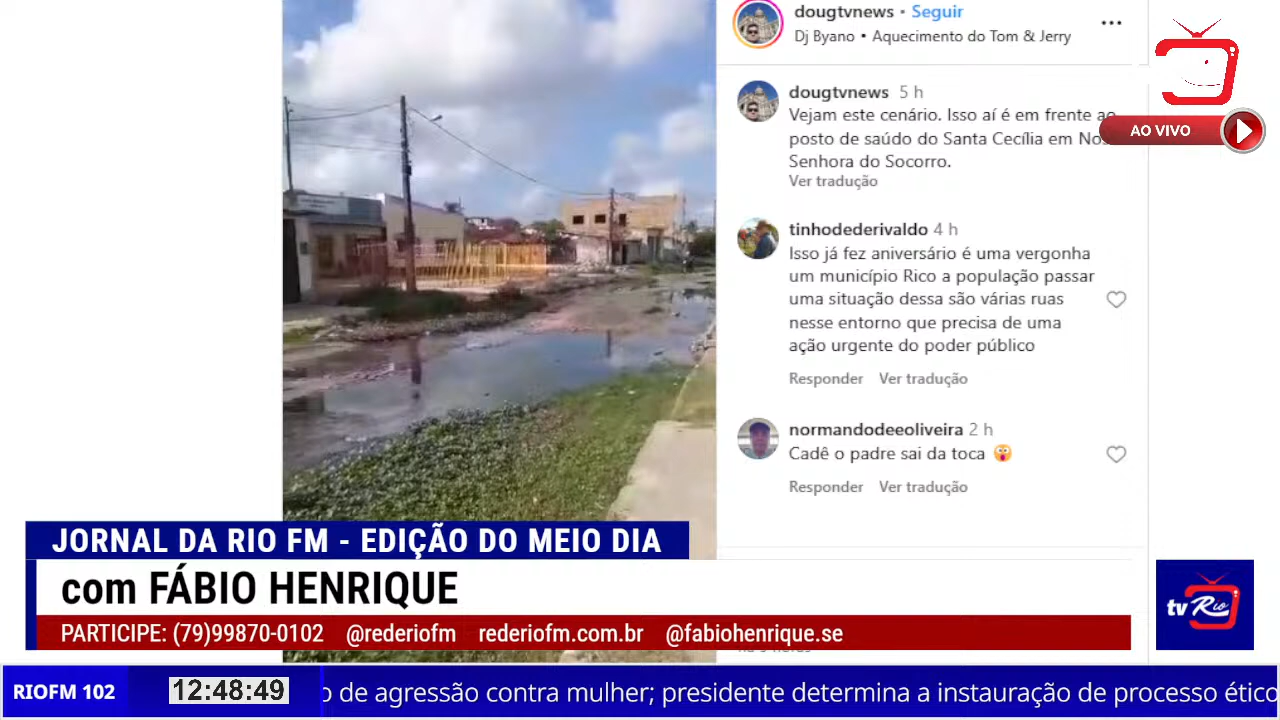 dougtvnews • Seguir
Dj Byano • Aquecimento do Tom & Jerry
dougtvnews 5 h
Vejam este cenário. Isso aí é em frente ao
posto de saúdo do Santa Cecília em
Senhora do Socorro.
Ver tradução
AO VIVO
tinhodederivaldo 4 h
Isso já fez aniversário é uma vergonha
um município Rico a população passar
uma situação dessa são várias ruas
nesse entorno que precisa de uma
ação urgente do poder público
Responder Ver tradução
normandodeeoliveira 2 h
Cadê o padre sai da toca 😲
Responder Ver tradução
JORNAL DA RIO FM - EDIÇÃO DO MEIO DIA
com FÁBIO HENRIQUE
PARTICIPE: (79)99870-0102 @rederiofm rederiofm.com.br @fabiohenrique.se
tv Rio
RIOFM 102
12:48:49
o de agressão contra mulher; presidente determina a instauração de processo ético